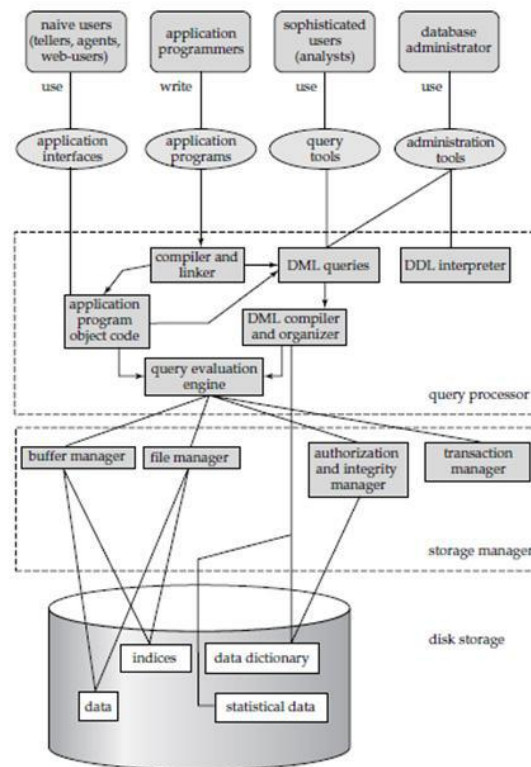 naive users
(tellers, agents,
web-users)
application
programmers
sophisticated
users
(analysts)
database
administrator
use
write
use
use
application
interfaces
application
programs
query
tools
administration
tools
compiler and
linker
DML queries
DDL interpreter
application
program
object code
DML compiler
and organizer
query evaluation
engine
query processor
buffer manager
file manager
authorization
and integrity
manager
transaction
manager
storage manager
disk storage
indices
data dictionary
data
statistical data